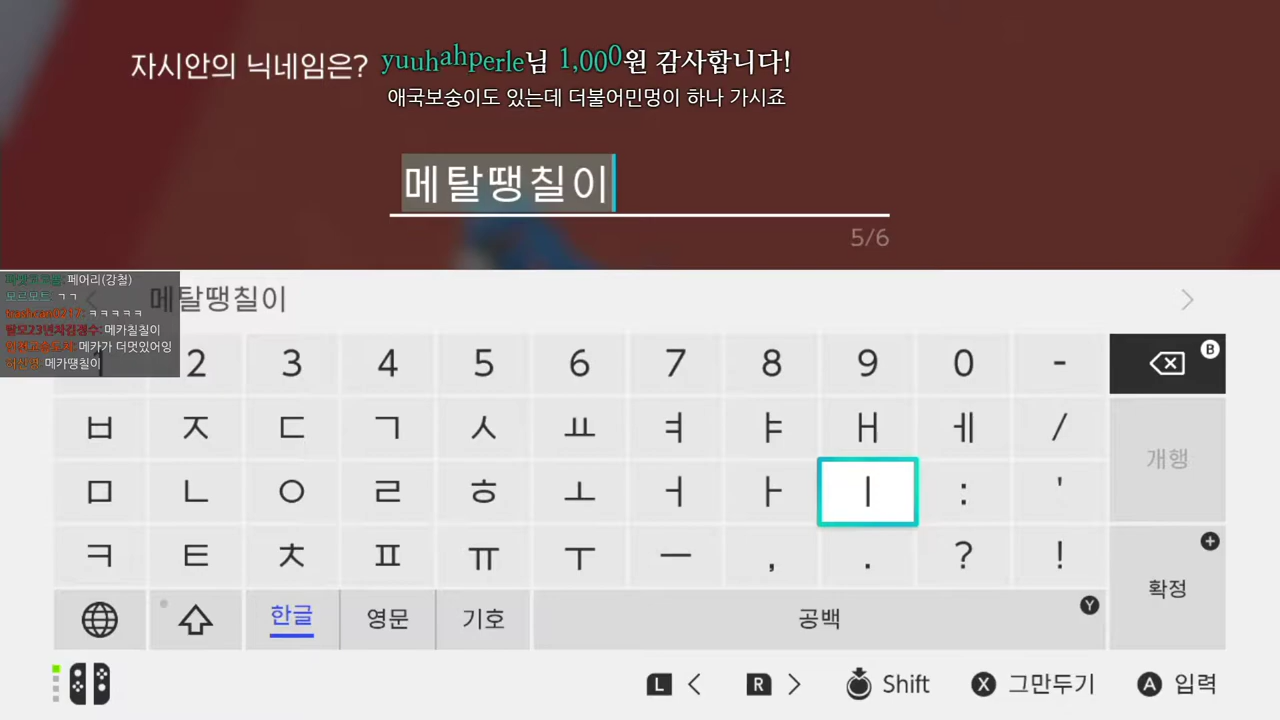 자시안의 닉네임은?
yuuhahperle님 1,000원 감사합니다!
애국보숭이도 있는데 더불어민멍이 하나 가시죠
메탈땡칠이
5/6
페어리(강철)
모르모트: ㄱㄱ
ㅋㅋㅋㅋㅋ
메카칠칠이
메카가 더멋있어잉
메카땡칠이
메탈땡칠이
1 2 3 4 5 6 7 8 9 0 - B
ㅂ ㅈ ㄷ ㄱ ㅅ ㅛ ㅕ ㅑ ㅐ ㅔ /
개행
ㅁ ㄴ ㅇ ㄹ ㅎ ㅗ ㅓ ㅏ ㅣ : '
ㅋ ㅌ ㅊ ㅍ ㅠ ㅜ ㅡ , . ? !
확정
한글 영문 기호 공백 Y
L R Shift X 그만두기 A 입력